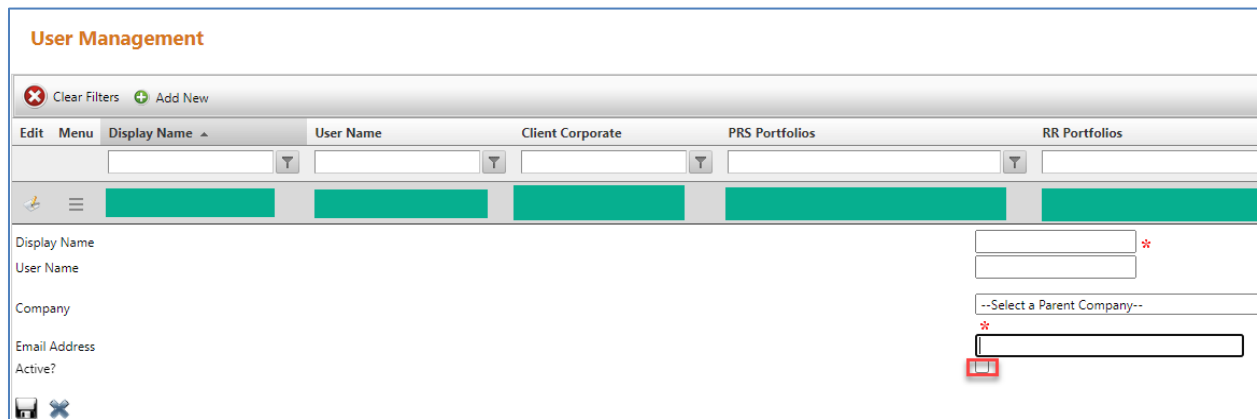 User Management
Clear Filters Add New
Edit Menu Display Name User Name Client Corporate PRS Portfolios RR Portfolios
Display Name *
User Name
Company --Select a Parent Company--
*
Email Address
Active?